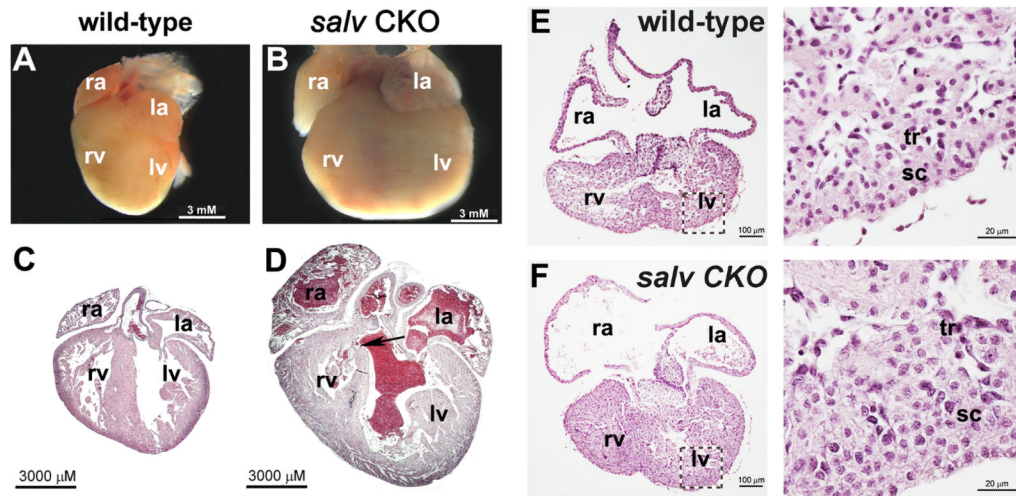 wild-type
salv CKO
A
ra
la
rv
lv
3 mM
B
ra
la
rv
lv
3 mM
C
ra
la
rv
lv
3000 μM
D
ra
la
rv
lv
3000 μM
E wild-type
ra
la
rv
lv
100 μm
tr
sc
20 μm
F salv CKO
ra
la
rv
lv
100 μm
tr
sc
20 μm